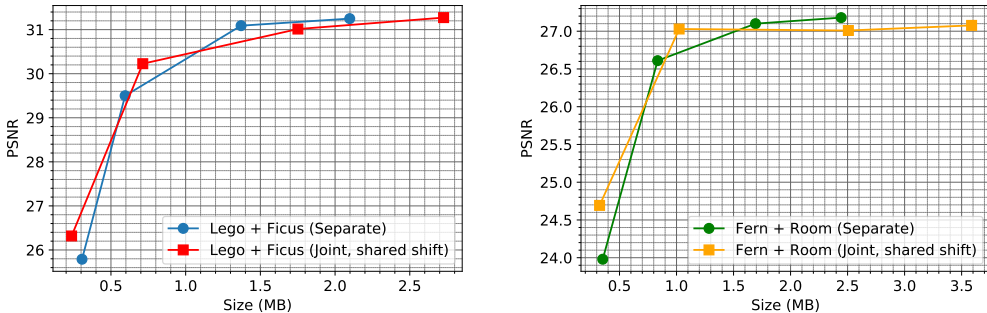 31
30
29
28
27
26
PSNR
0.5 1.0 1.5 2.0 2.5
Size (MB)
Lego + Ficus (Separate)
Lego + Ficus (Joint, shared shift)
27.0
26.5
26.0
25.5
25.0
24.5
24.0
PSNR
0.5 1.0 1.5 2.0 2.5 3.0 3.5
Size (MB)
Fern + Room (Separate)
Fern + Room (Joint, shared shift)